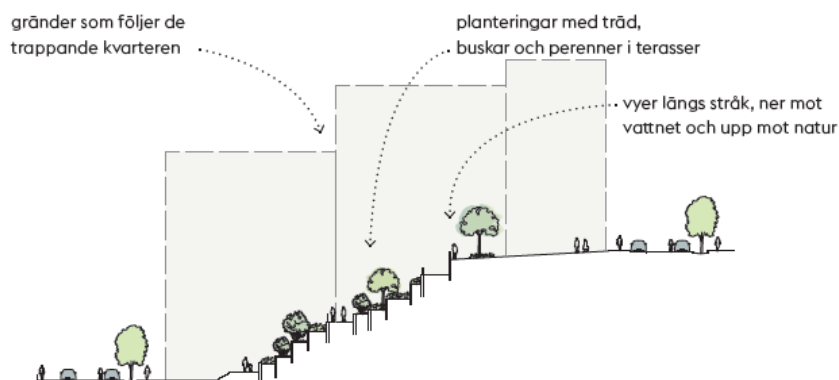 gränder som följer de
trappande kvarteren
planteringar med träd,
buskar och perenner i terasser
vyer längs stråk, ner mot
vattnet och upp mot natur